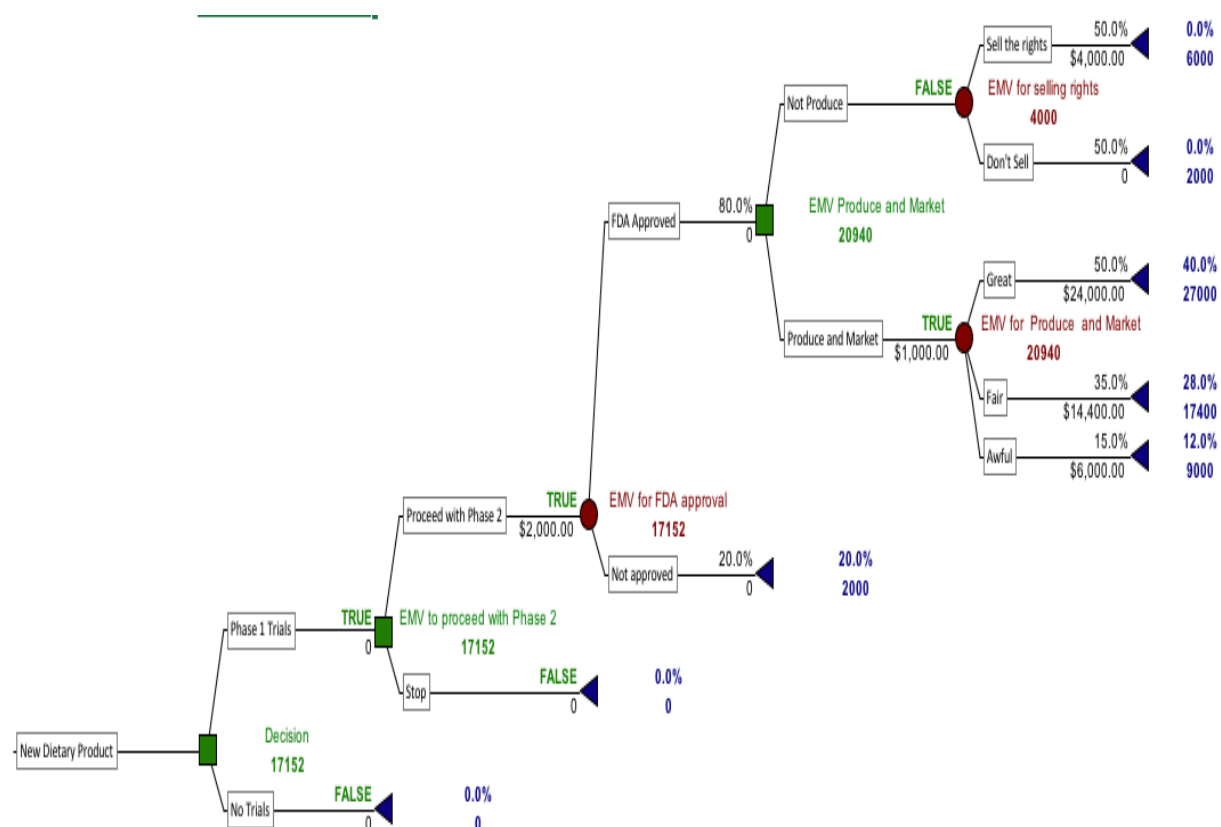 50.0%
0.0%
Sell the rights
$4,000.00
6000
FALSE
EMV for selling rights
Not Produce
4000
50.0%
0.0%
Don't Sell
0
2000
80.0%
EMV Produce and Market
FDA Approved
0
20940
50.0%
40.0%
Great
$24,000.00
27000
TRUE
EMV for Produce and Market
Produce and Market
$1,000.00
20940
35.0%
28.0%
Fair
$14,400.00
17400
15.0%
12.0%
Awful
$6,000.00
9000
TRUE
EMV for FDA approval
Proceed with Phase 2
$2,000.00
17152
20.0%
20.0%
Not approved
0
2000
TRUE
EMV to proceed with Phase 2
Phase 1 Trials
0
17152
FALSE
0.0%
Stop
0
0
Decision
New Dietary Product
17152
FALSE
0.0%
No Trials
0
0